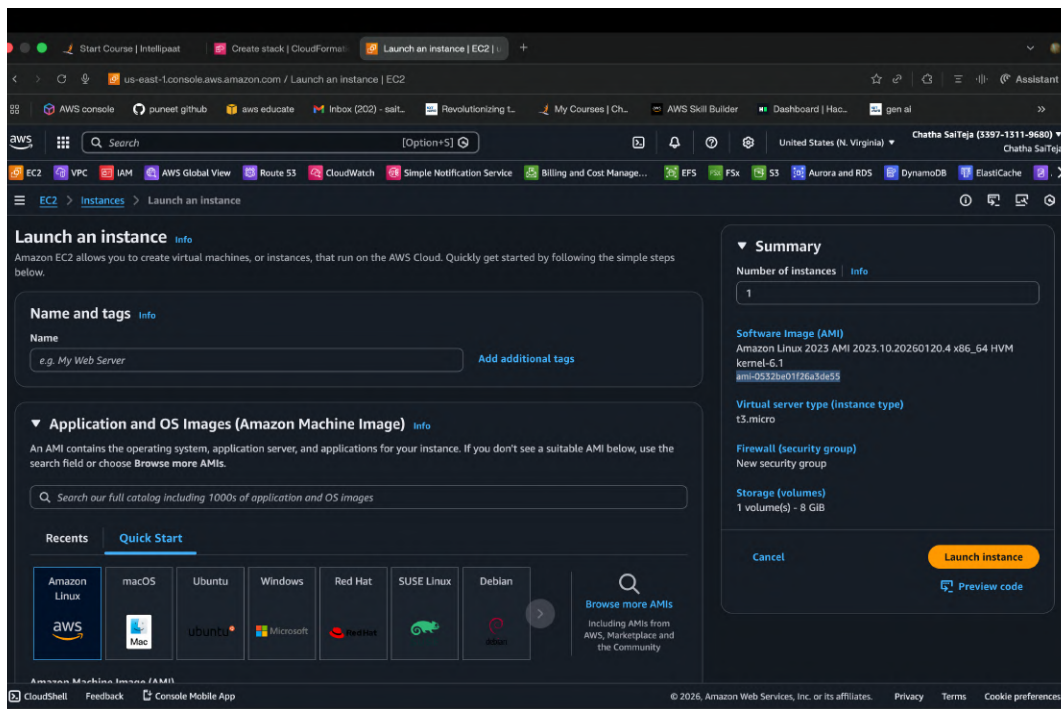 Start Course | Intellipaat
Create stack | CloudFormati
Launch an instance | EC2 | u
us-east-1.console.aws.amazon.com / Launch an instance | EC2
Assistant
AWS console
puneet github
aws educate
Inbox (202) - sait...
Revolutionizing t...
My Courses | Ch...
AWS Skill Builder
Dashboard | Hac...
gen ai
aws
Search
[Option+S]
United States (N. Virginia)
Chatha SaiTeja (3397-1311-9680)
Chatha SaiTeja
EC2
VPC
IAM
AWS Global View
Route 53
CloudWatch
Simple Notification Service
Billing and Cost Manage...
EFS
FSx
S3
Aurora and RDS
DynamoDB
ElastiCache
EC2 > Instances > Launch an instance
Launch an instance Info
Amazon EC2 allows you to create virtual machines, or instances, that run on the AWS Cloud. Quickly get started by following the simple steps
below.
Name and tags Info
Name
e.g. My Web Server
Add additional tags
Application and OS Images (Amazon Machine Image) Info
An AMI contains the operating system, application server, and applications for your instance. If you don't see a suitable AMI below, use the
search field or choose Browse more AMIs.
Search our full catalog including 1000s of application and OS images
Recents
Quick Start
Amazon
Linux
aws
macOS
Mac
Ubuntu
ubuntu
Windows
Microsoft
Red Hat
RedHat
SUSE Linux
Debian
debian
Browse more AMIs
Including AMIs from
AWS, Marketplace and
the Community
Amazon Machine Image (AMI)
Summary
Number of instances Info
1
Software Image (AMI)
Amazon Linux 2023 AMI 2023.10.20260120.4 x86_64 HVM
kernel-6.1
ami-0532be01f26a3de55
Virtual server type (instance type)
t3.micro
Firewall (security group)
New security group
Storage (volumes)
1 volume(s) - 8 GiB
Cancel
Launch instance
Preview code
CloudShell
Feedback
Console Mobile App
© 2026, Amazon Web Services, Inc. or its affiliates.
Privacy
Terms
Cookie preferences